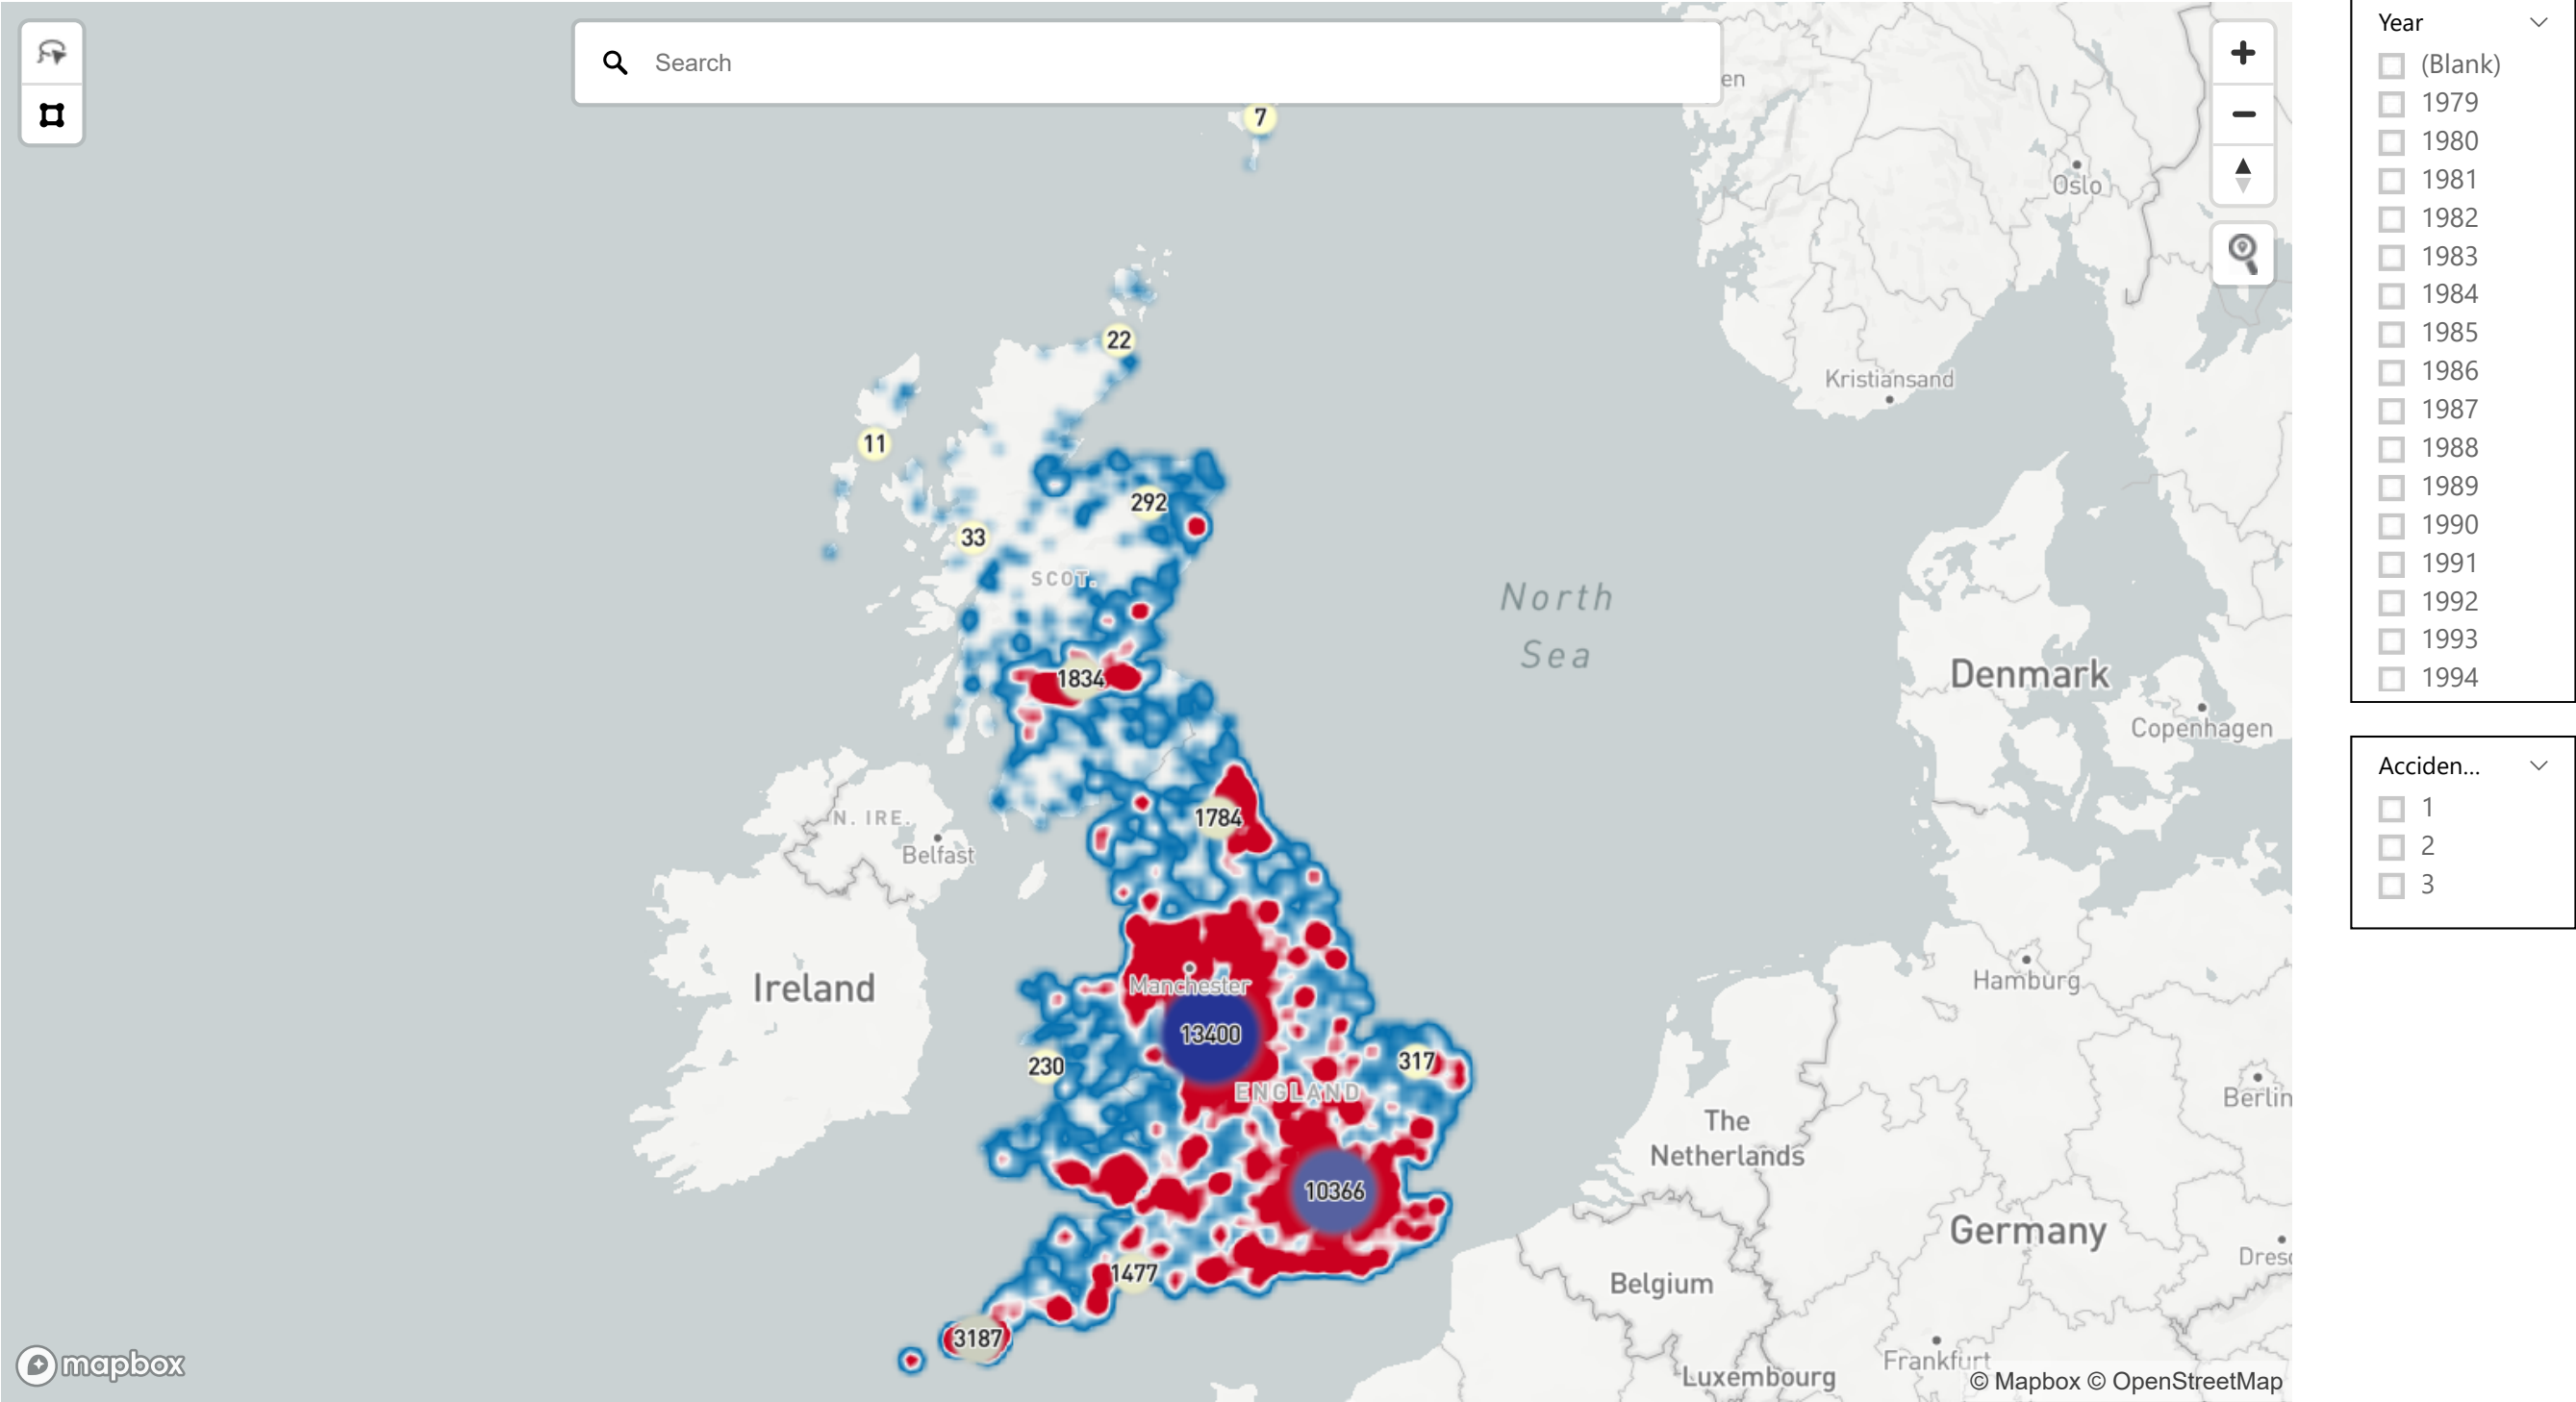 Search
en
7
Oslo
22
Kristiansand
11
292
33
SCOT.
North
Sea
1834
Denmark
Copenhagen
1784
N. IRE.
Belfast
Manchester
Ireland
Hamburg
13400
230
317
ENGLAND
Berlin
The
Netherlands
10366
Germany
Dresd
1477
Belgium
3187
Frankfurt
Luxembourg
mapbox
© Mapbox © OpenStreetMap
Year
(Blank)
1979
1980
1981
1982
1983
1984
1985
1986
1987
1988
1989
1990
1991
1992
1993
1994
Acciden...
1
2
3